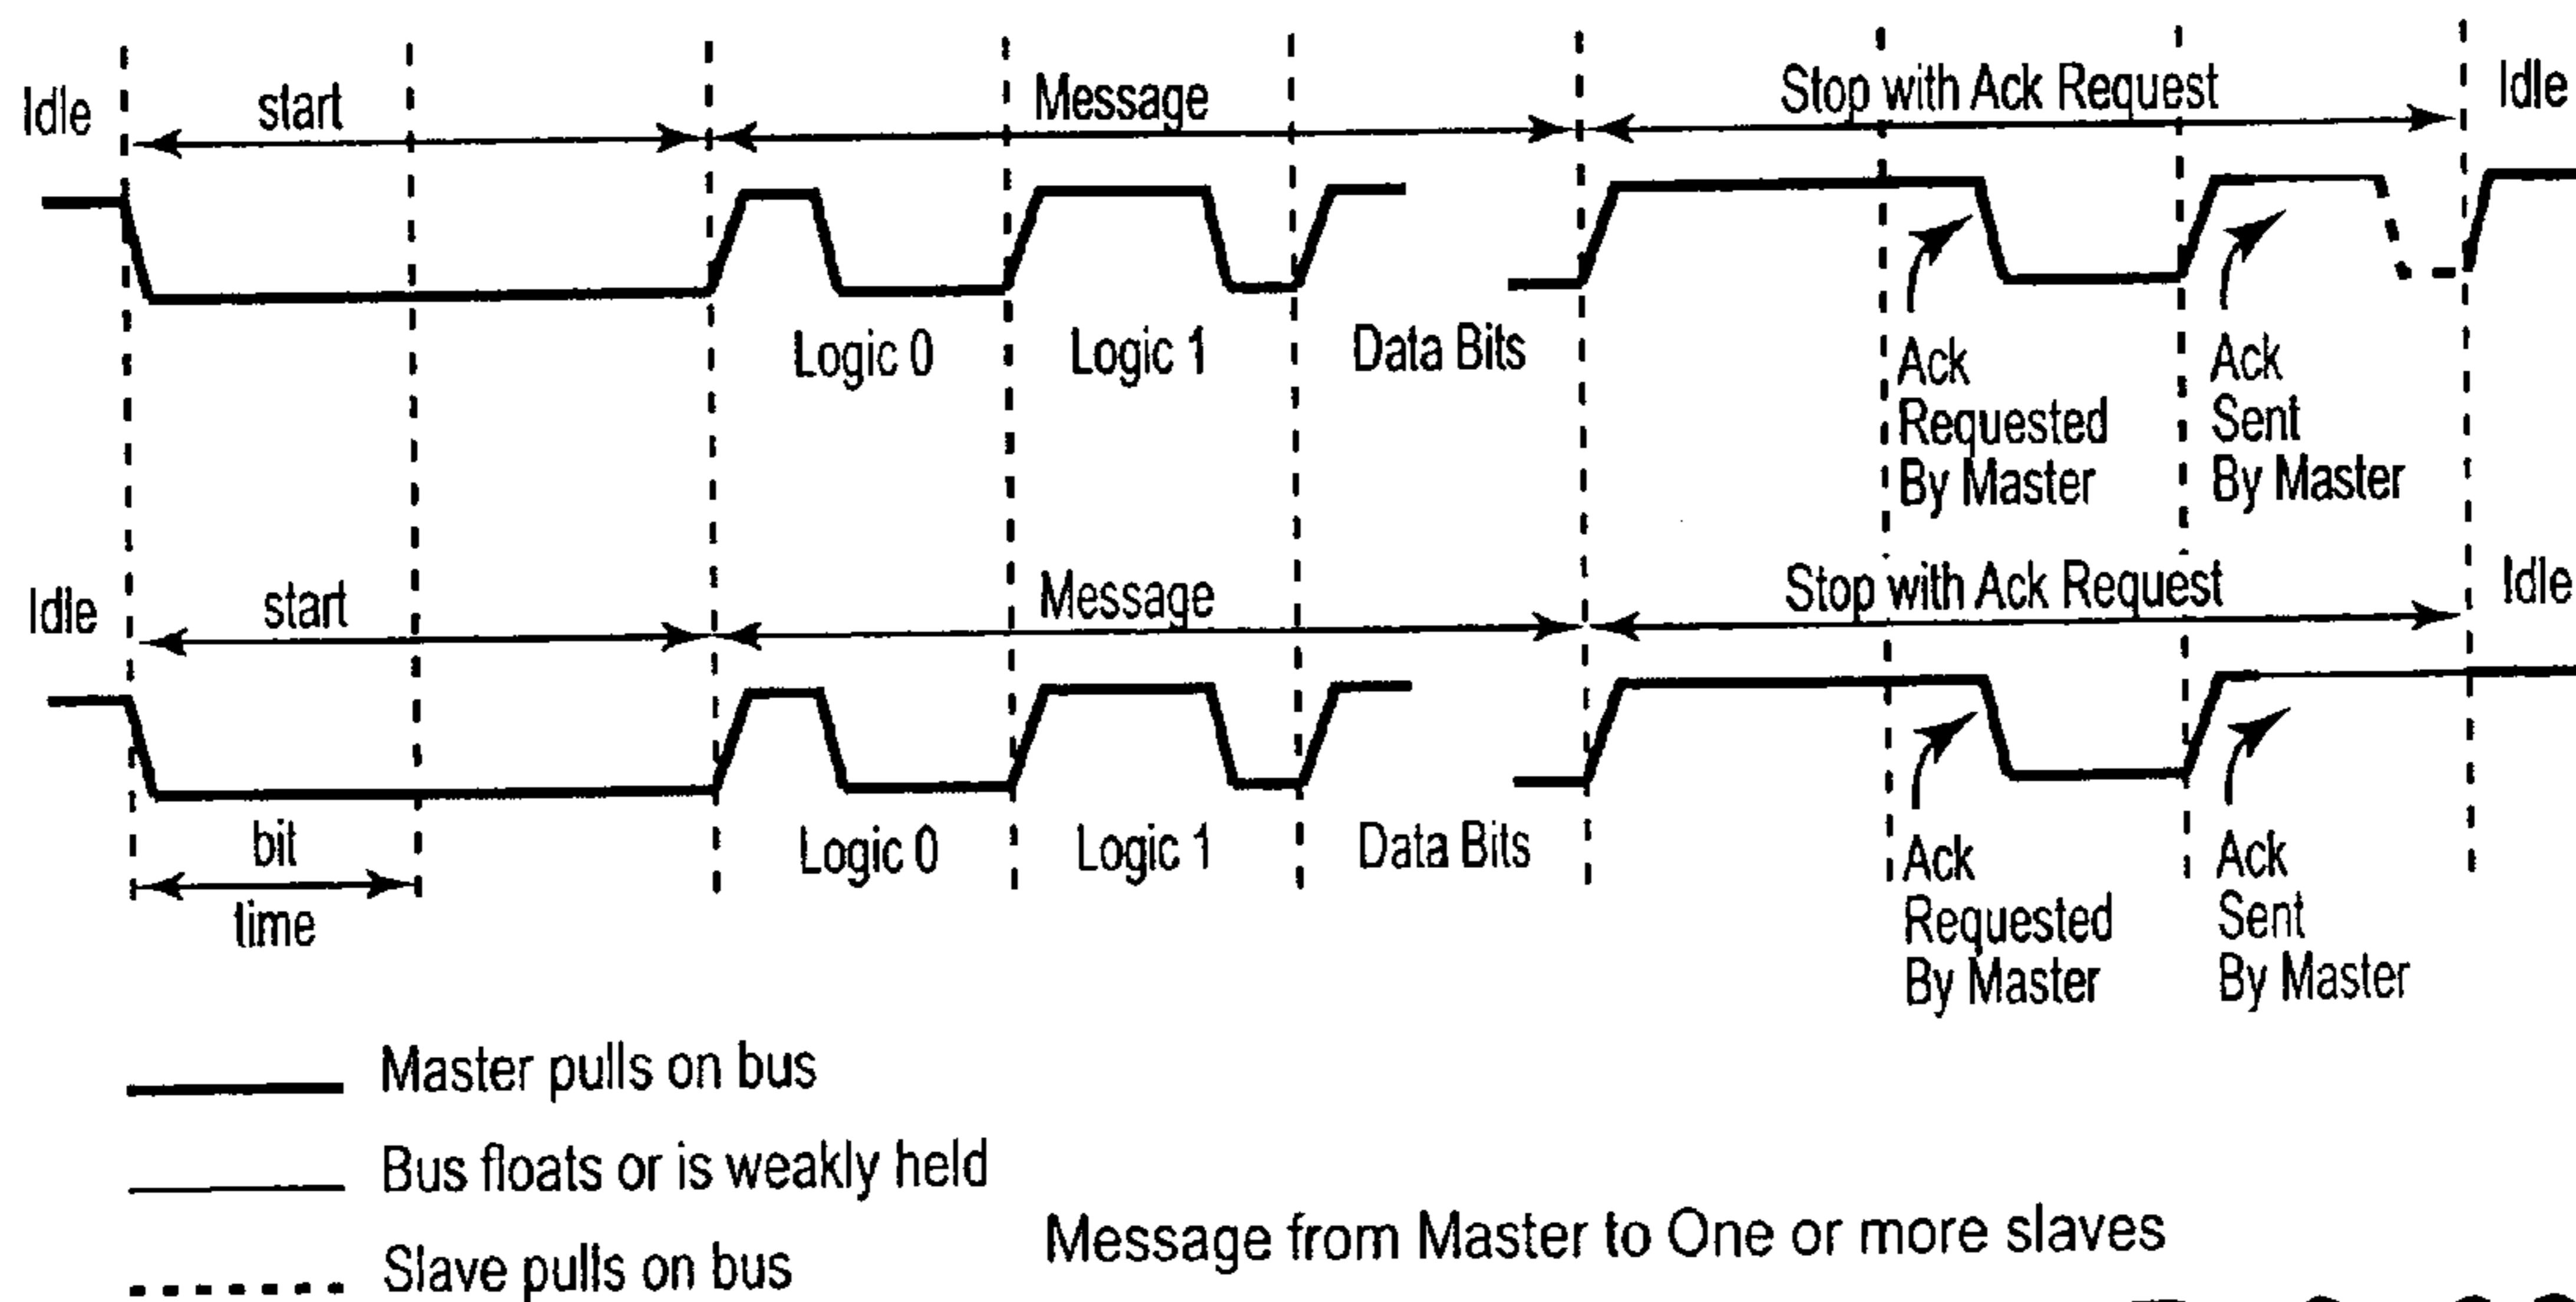 Idle start Message Stop with Ack Request Idle
Logic 0 Logic 1 Data Bits
Ack
Requested
By Master
Ack
Sent
By Master
Idle start Message Stop with Ack Request Idle
bit
time
Logic 0 Logic 1 Data Bits
Ack
Requested
By Master
Ack
Sent
By Master
Master pulls on bus
Bus floats or is weakly held
Slave pulls on bus
Message from Master to One or more slaves